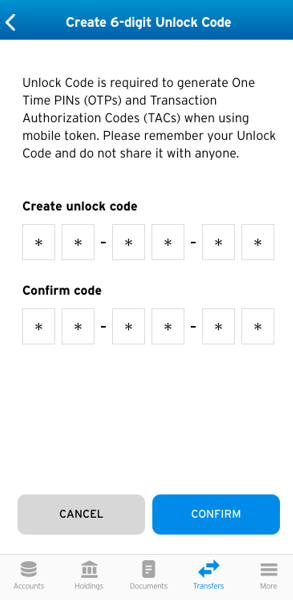 Create 6-digit Unlock Code
Unlock Code is required to generate One
Time PINs (OTPs) and Transaction
Authorization Codes (TACs) when using
mobile token. Please remember your Unlock
Code and do not share it with anyone.
Create unlock code
* * - * * - * *
Confirm code
* * - * * - * *
CANCEL CONFIRM
Accounts Holdings Documents Transfers More